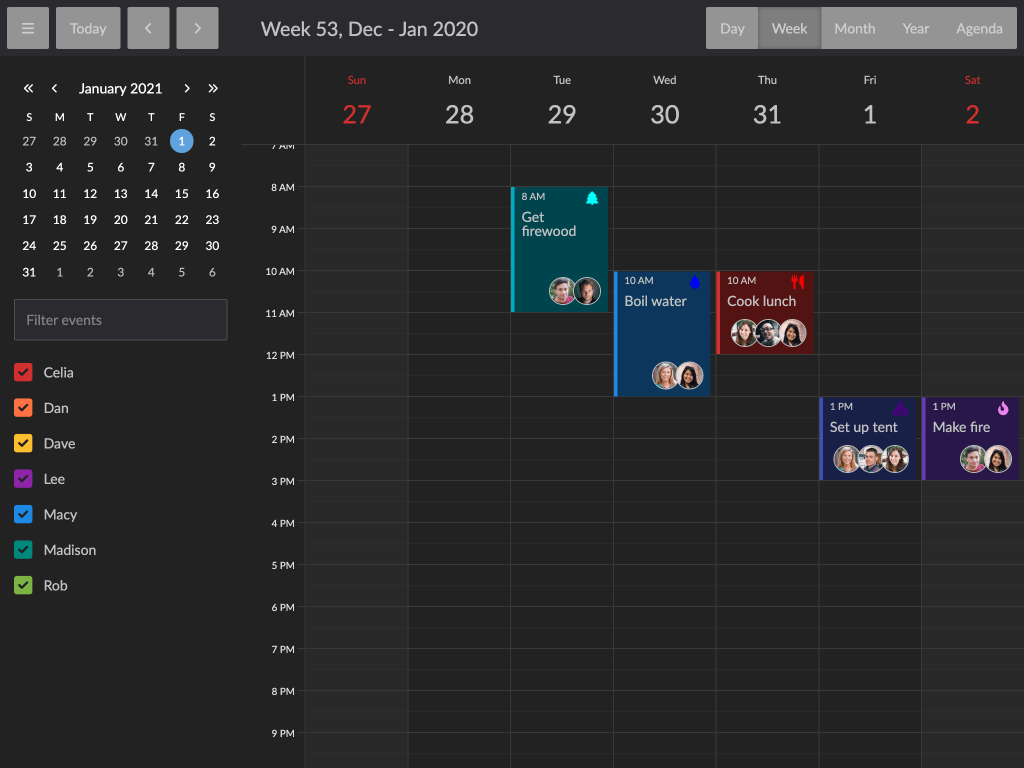 Today
Week 53, Dec - Jan 2020
Day Week Month Year Agenda
January 2021
S M T W T F S
27 28 29 30 31 1 2
3 4 5 6 7 8 9
10 11 12 13 14 15 16
17 18 19 20 21 22 23
24 25 26 27 28 29 30
31 1 2 3 4 5 6
Filter events
Celia
Dan
Dave
Lee
Macy
Madison
Rob
Sun Mon Tue Wed Thu Fri Sat
27 28 29 30 31 1 2
7 AM
8 AM
9 AM
10 AM
11 AM
12 PM
1 PM
2 PM
3 PM
4 PM
5 PM
6 PM
7 PM
8 PM
9 PM
8 AM
Get
firewood
10 AM
Boil water
10 AM
Cook lunch
1 PM
Set up tent
1 PM
Make fire